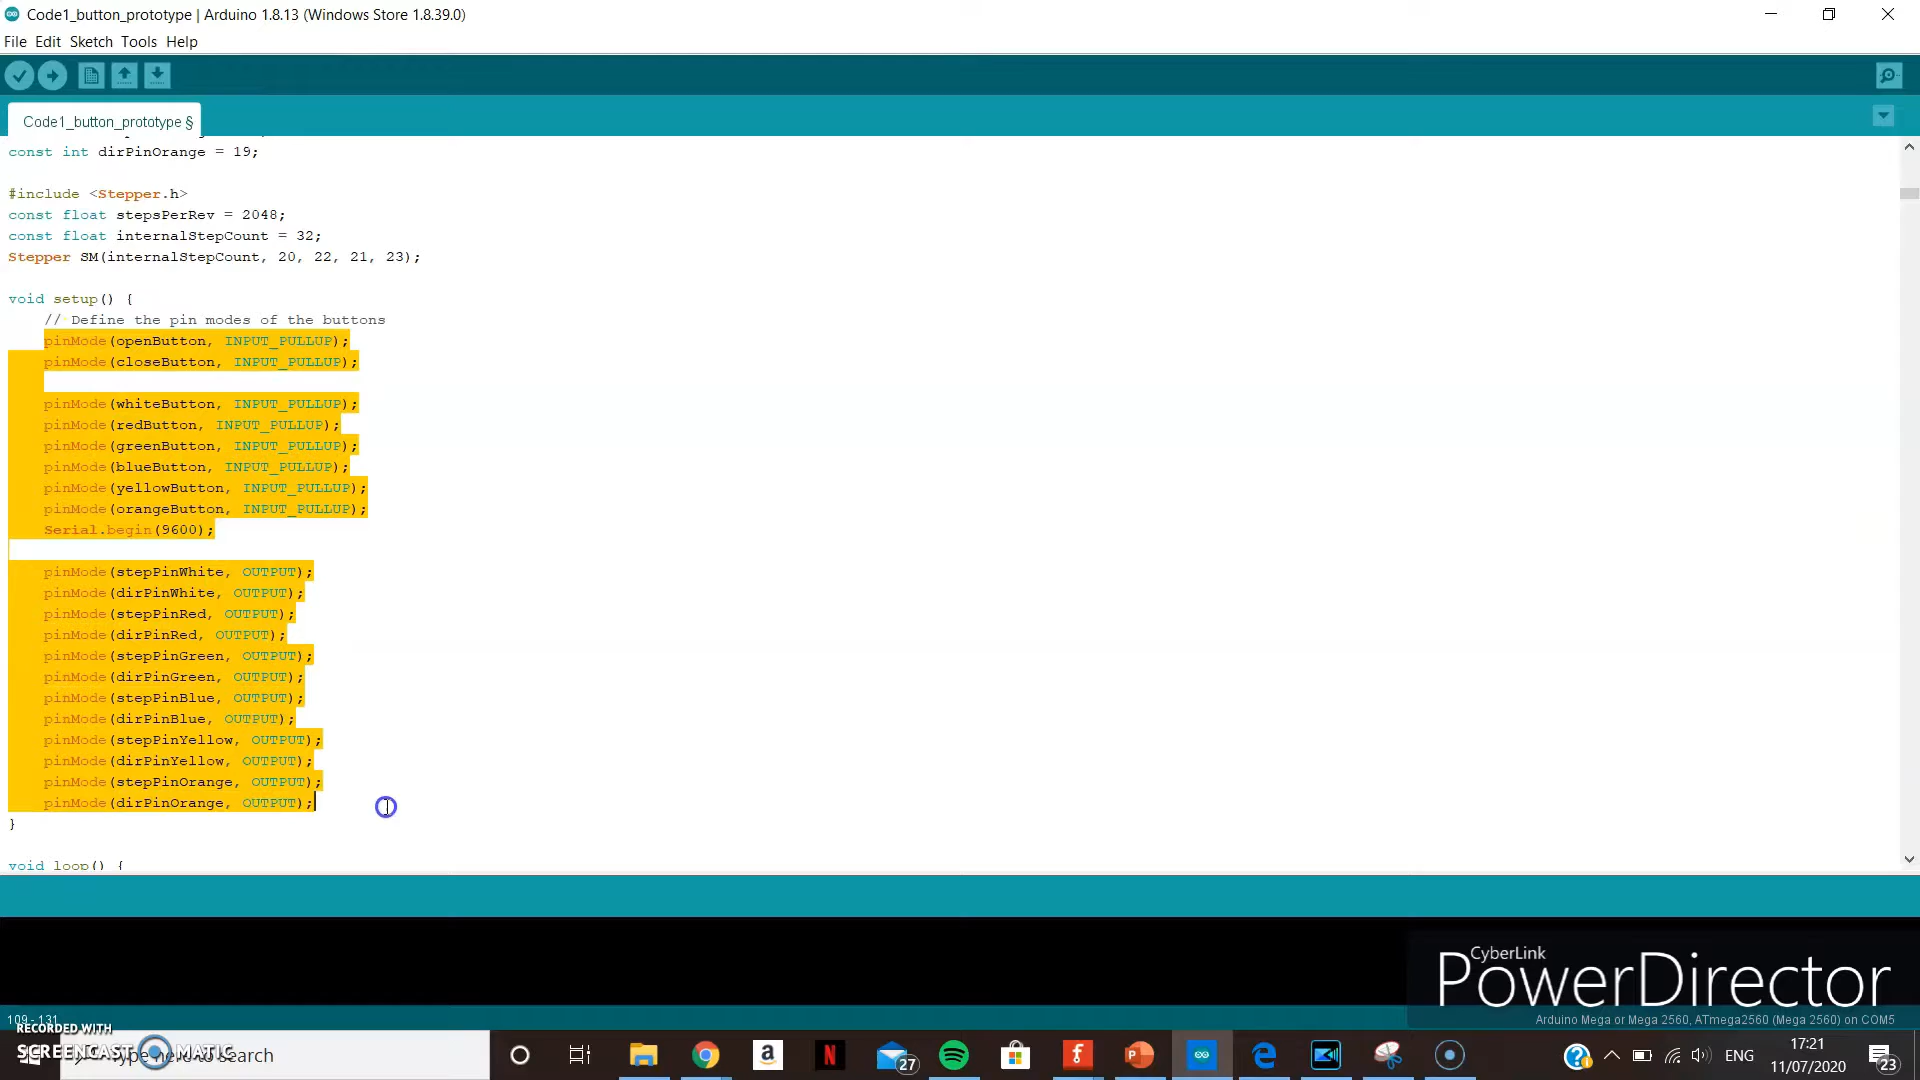 Code1_button_prototype | Arduino 1.8.13 (Windows Store 1.8.39.0)
File Edit Sketch Tools Help
Code1_button_prototype §
const int dirPinOrange = 19;
#include <Stepper.h>
const float stepsPerRev = 2048;
const float internalStepCount = 32;
Stepper SM(internalStepCount, 20, 22, 21, 23);
void setup() {
// Define the pin modes of the buttons
pinMode(openButton, INPUT_PULLUP);
pinMode(closeButton, INPUT_PULLUP);
pinMode(whiteButton, INPUT_PULLUP);
pinMode(redButton, INPUT_PULLUP);
pinMode(greenButton, INPUT_PULLUP);
pinMode(blueButton, INPUT_PULLUP);
pinMode(yellowButton, INPUT_PULLUP);
pinMode(orangeButton, INPUT_PULLUP);
Serial.begin(9600);
pinMode(stepPinWhite, OUTPUT);
pinMode(dirPinWhite, OUTPUT);
pinMode(stepPinRed, OUTPUT);
pinMode(dirPinRed, OUTPUT);
pinMode(stepPinGreen, OUTPUT);
pinMode(dirPinGreen, OUTPUT);
pinMode(stepPinBlue, OUTPUT);
pinMode(dirPinBlue, OUTPUT);
pinMode(stepPinYellow, OUTPUT);
pinMode(dirPinYellow, OUTPUT);
pinMode(stepPinOrange, OUTPUT);
pinMode(dirPinOrange, OUTPUT);
}
void loop() {
CyberLink
PowerDirector
109 - 131
Arduino Mega or Mega 2560, ATmega2560 (Mega 2560) on COM5
RECORDED WITH
SCREENCAST MATIC
Type here to search
27
ENG
17:21
11/07/2020
23